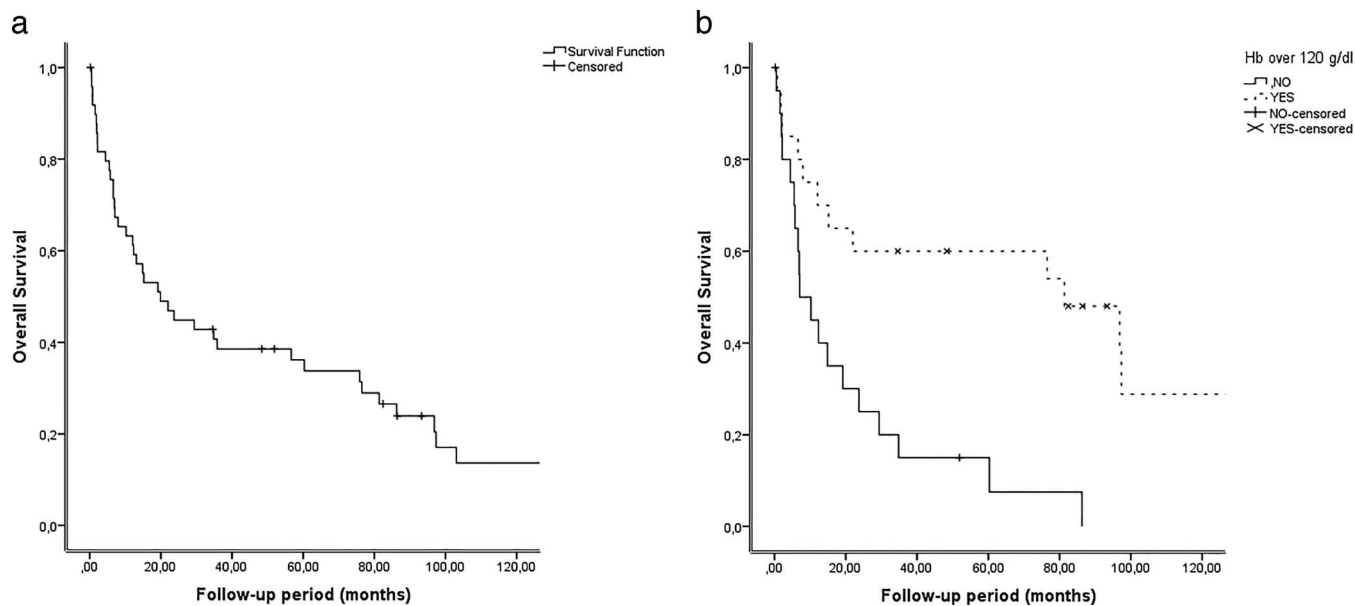 a
Survival Function
Censored
1,0
0,8
0,6
0,4
0,2
0,0
Overall Survival
,00 20,00 40,00 60,00 80,00 100,00 120,00
Follow-up period (months)
b
Hb over 120 g/dl
NO
YES
NO-censored
YES-censored
1,0
0,8
0,6
0,4
0,2
0,0
Overall Survival
,00 20,00 40,00 60,00 80,00 100,00 120,00
Follow-up period (months)